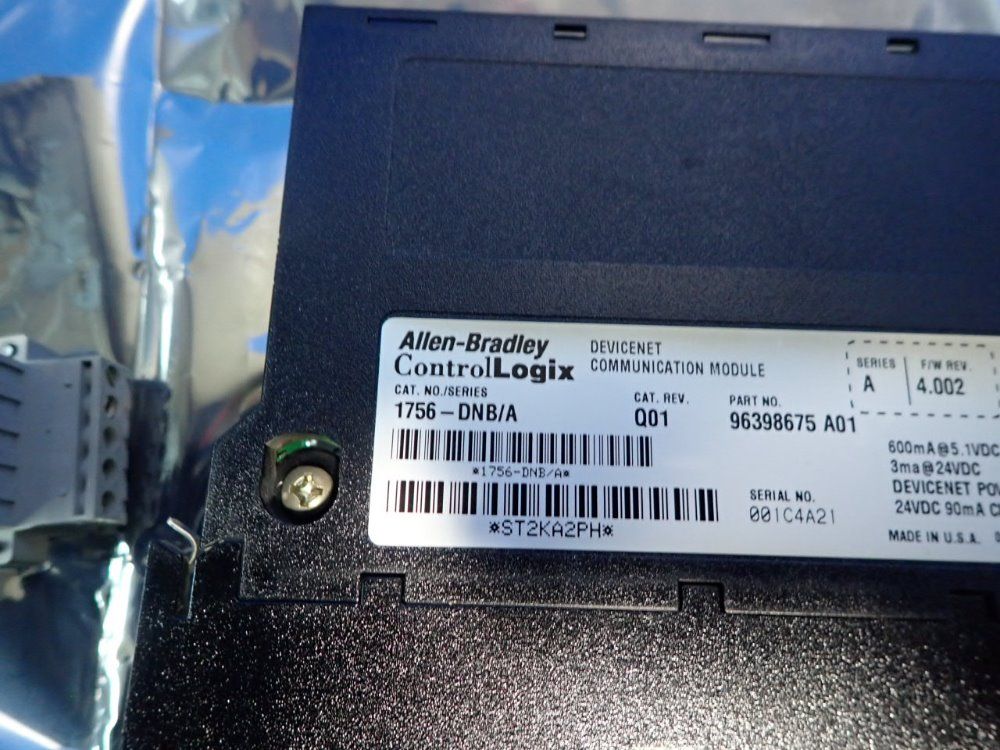 Allen-Bradley
ControlLogix
DEVICENET
COMMUNICATION MODULE
SERIES
A
F/W REV.
4.002
CAT. NO./SERIES
1756-DNB/A
CAT. REV.
Q01
PART NO.
96398675 A01
*1756-DNB/A*
*ST2KA2PH*
SERIAL NO.
001C4A21
600mA@5.1VDC
3ma@24VDC
DEVICENET
24VDC 90mA
MADE IN U.S.A.